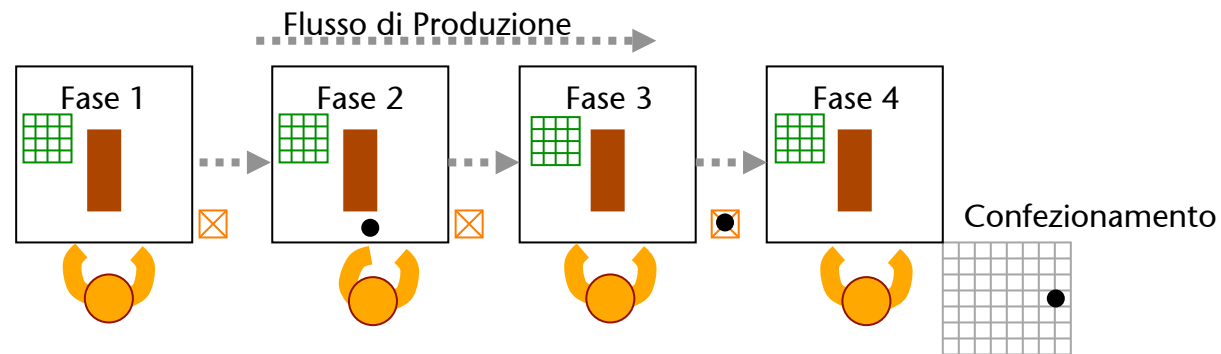 Flusso di Produzione
Fase 1
Fase 2
Fase 3
Fase 4
Confezionamento